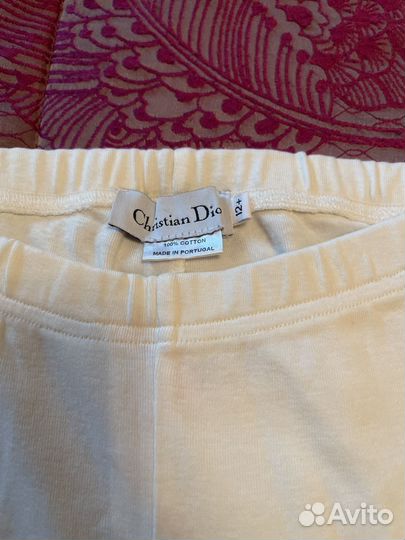 Christian Dio
12+
100% COTTON
MADE IN PORTUGAL
Avito